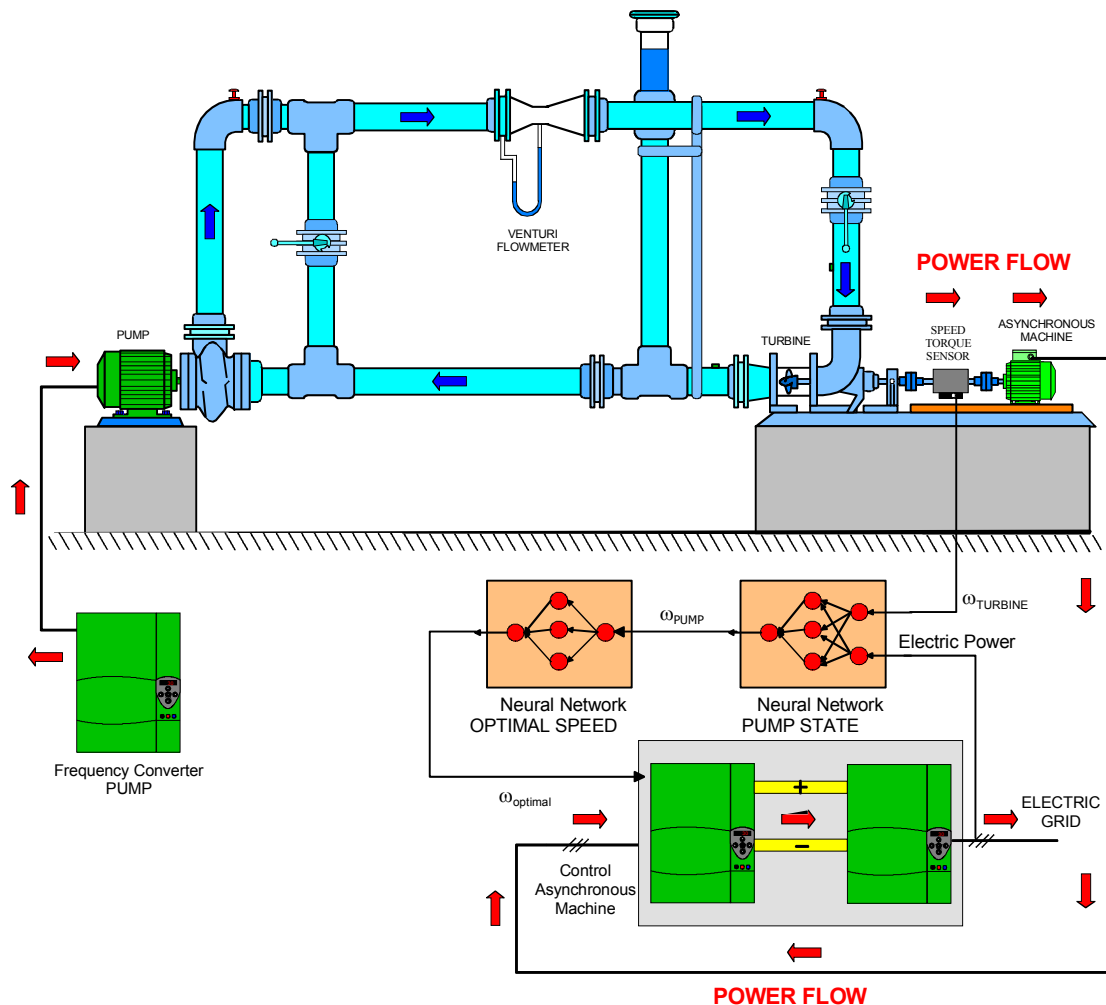 VENTURI
FLOWMETER
POWER FLOW
PUMP
TURBINE
SPEED
TORQUE
SENSOR
ASYNCHRONOUS
MACHINE
ωTURBINE
ωPUMP
Electric Power
Neural Network
OPTIMAL SPEED
Neural Network
PUMP STATE
Frequency Converter
PUMP
ωoptimal
+
−
ELECTRIC
GRID
Control
Asynchronous
Machine
POWER FLOW